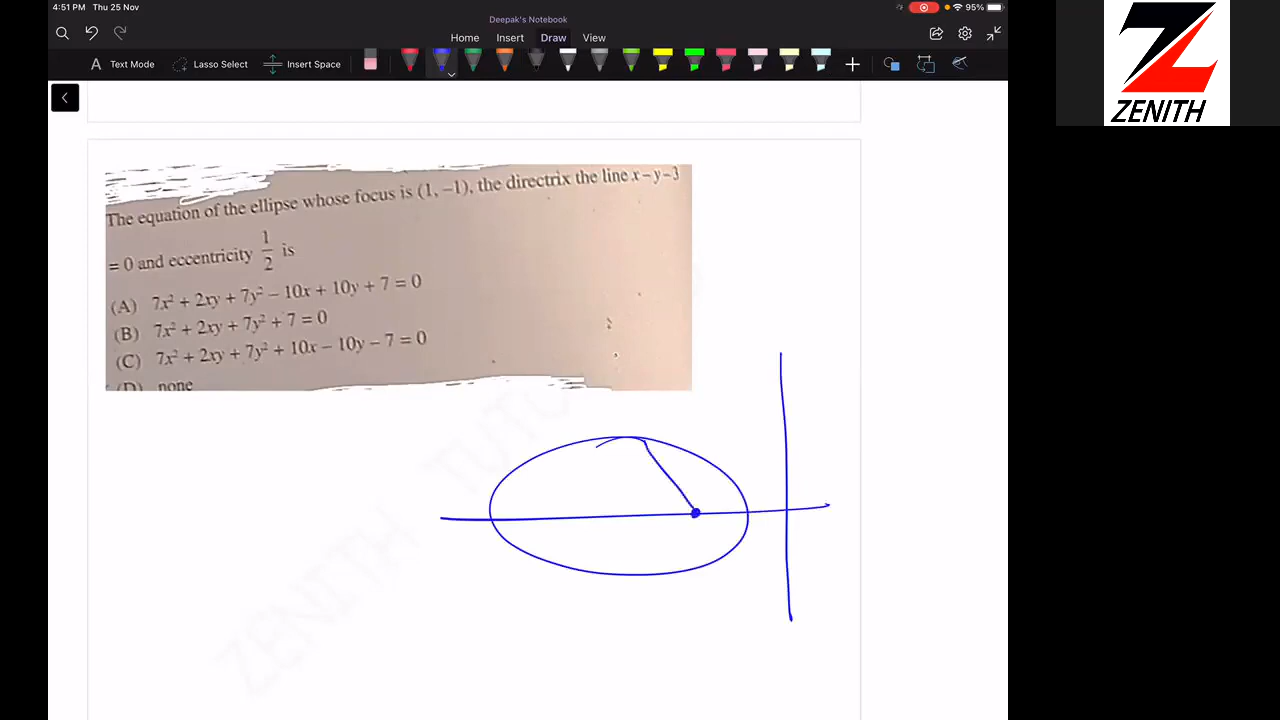 4:51 PM Thu 25 Nov
95%
Deepak's Notebook
Home Insert Draw View
Text Mode Lasso Select Insert Space
ZENITH
The equation of the ellipse whose focus is (1, −1), the directrix the line x − y − 3
= 0 and eccentricity 1/2 is
(A) 7x² + 2xy + 7y² − 10x + 10y + 7 = 0
(B) 7x² + 2xy + 7y² + 7 = 0
(C) 7x² + 2xy + 7y² + 10x − 10y − 7 = 0
(D) none
ZENITH TUTO